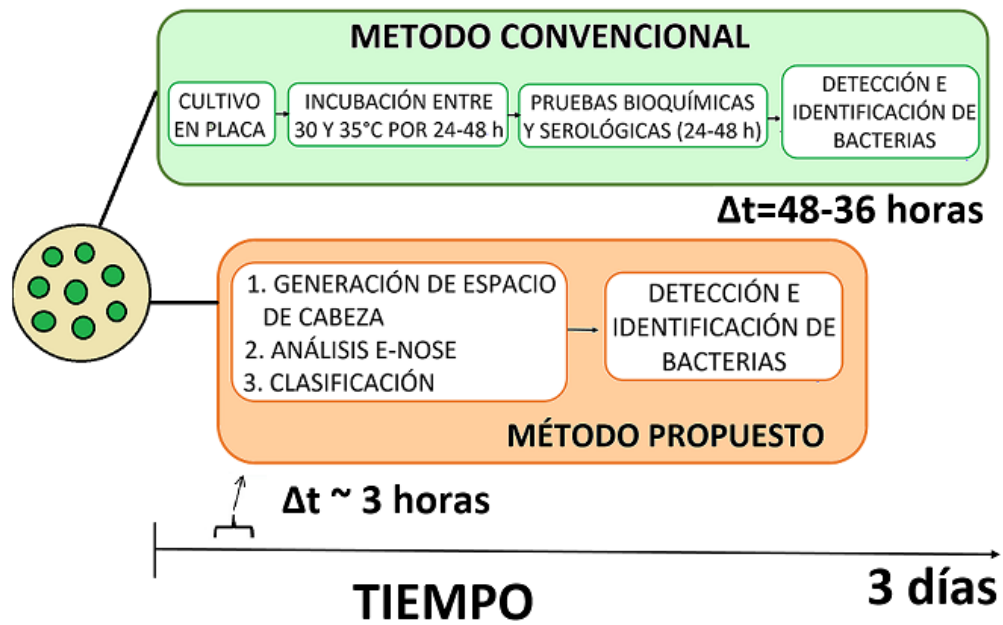 METODO CONVENCIONAL
CULTIVO
EN PLACA
INCUBACIÓN ENTRE
30 Y 35°C POR 24-48 h
PRUEBAS BIOQUÍMICAS
Y SEROLÓGICAS (24-48 h)
DETECCIÓN E
IDENTIFICACIÓN DE
BACTERIAS
Δt=48-36 horas
1. GENERACIÓN DE ESPACIO
DE CABEZA
2. ANÁLISIS E-NOSE
3. CLASIFICACIÓN
DETECCIÓN E
IDENTIFICACIÓN DE
BACTERIAS
MÉTODO PROPUESTO
Δt ~ 3 horas
TIEMPO
3 días